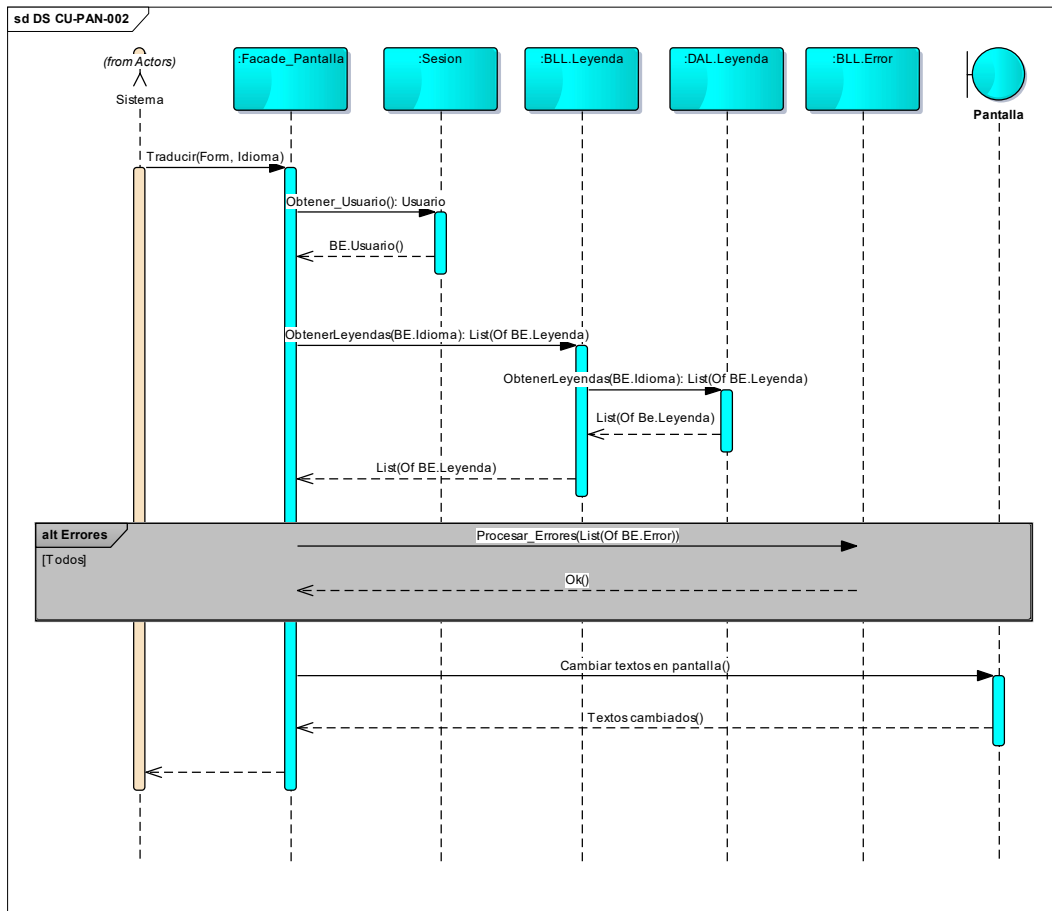 sd DS CU-PAN-002
(from Actors)
Sistema
:Facade_Pantalla
:Sesion
:BLL.Leyenda
:DAL.Leyenda
:BLL.Error
Pantalla
Traducir(Form, Idioma)
Obtener_Usuario(): Usuario
BE.Usuario()
ObtenerLeyendas(BE.Idioma): List(Of BE.Leyenda)
ObtenerLeyendas(BE.Idioma): List(Of BE.Leyenda)
List(Of Be.Leyenda)
List(Of BE.Leyenda)
alt Errores
[Todos]
Procesar_Errores(List(Of BE.Error))
Ok()
Cambiar textos en pantalla()
Textos cambiados()